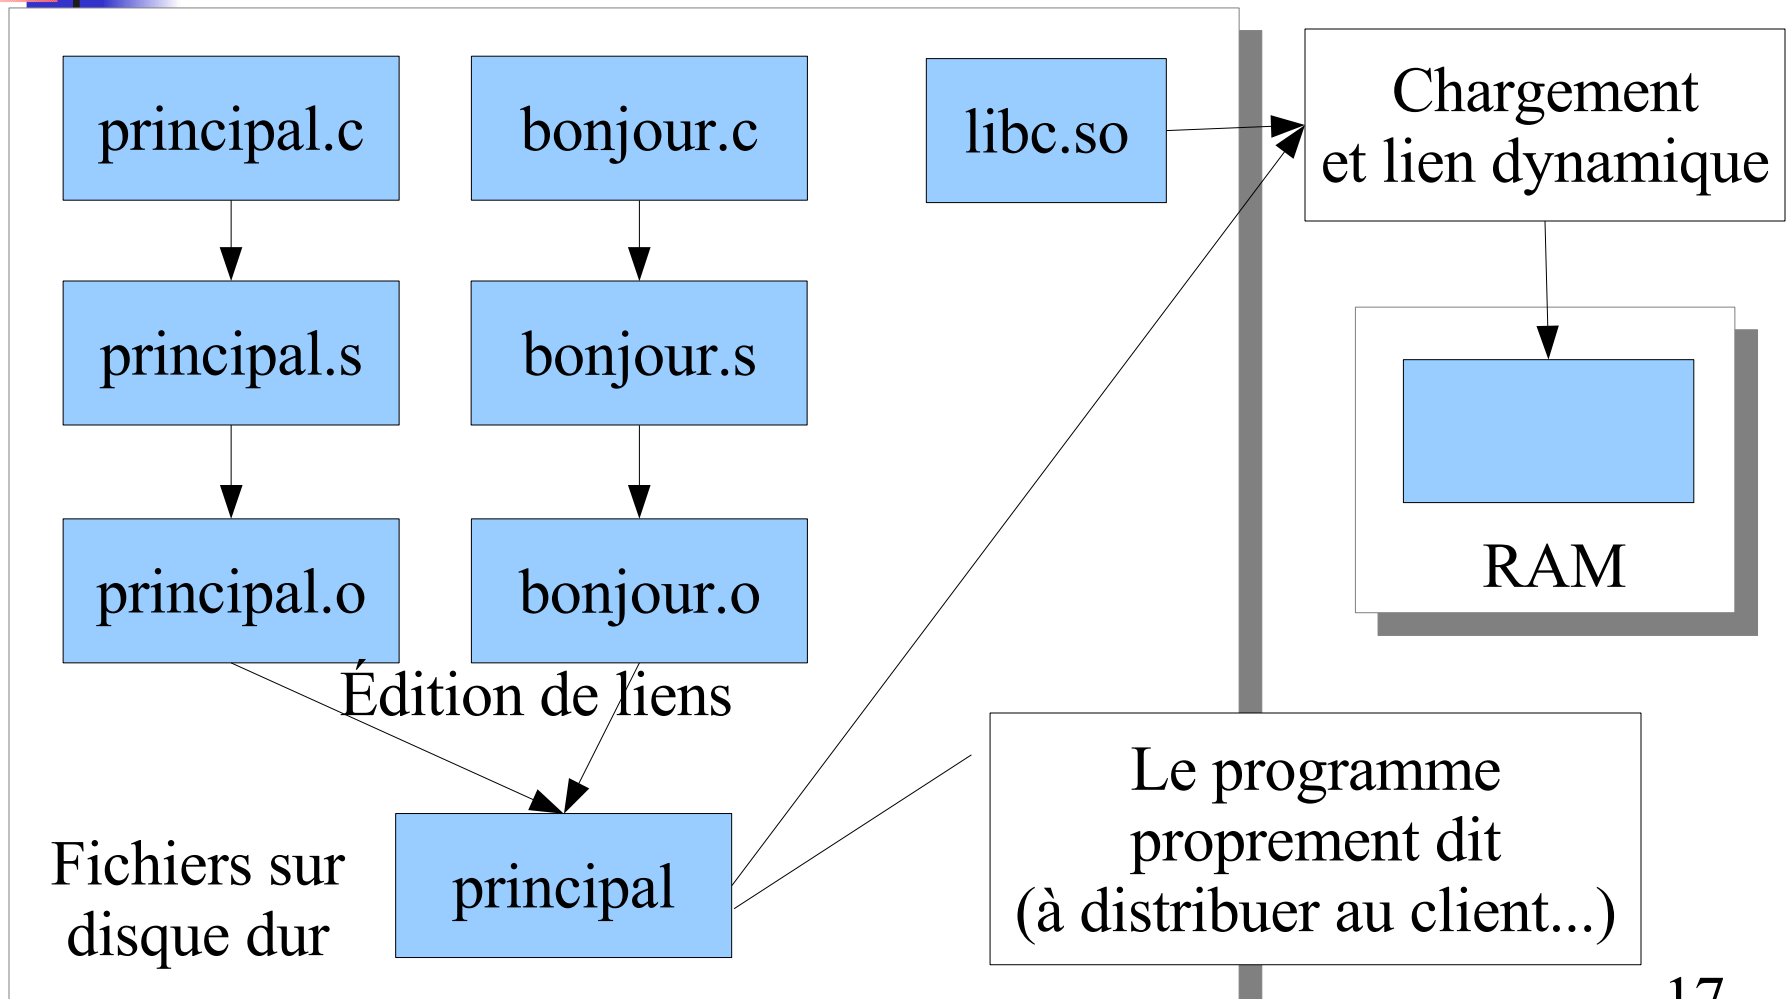 principal.c
bonjour.c
libc.so
Chargement
et lien dynamique
principal.s
bonjour.s
principal.o
bonjour.o
RAM
Édition de liens
Le programme
proprement dit
(à distribuer au client...)
principal
Fichiers sur
disque dur
17